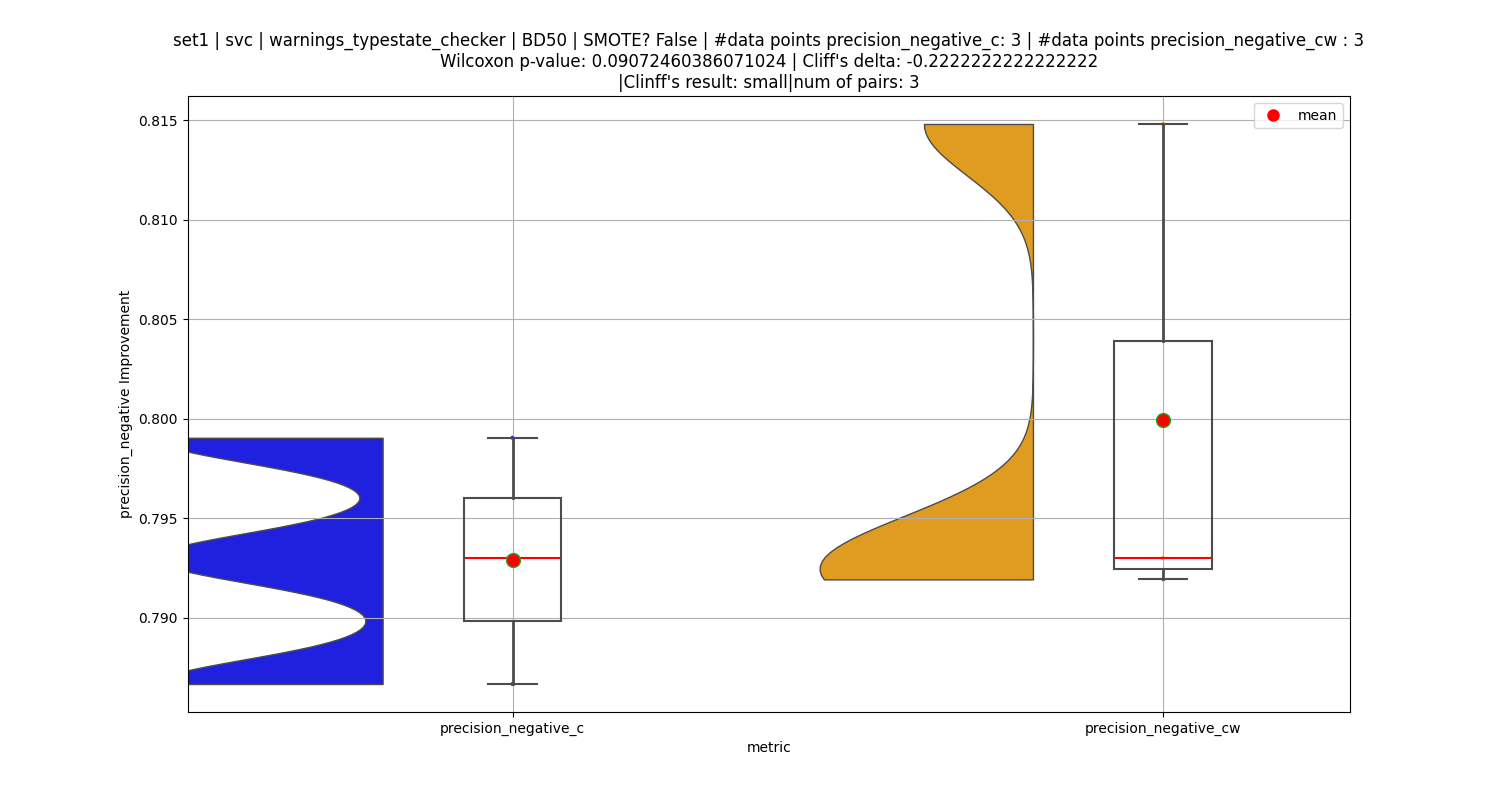 set1 | svc | warnings_typestate_checker | BD50 | SMOTE? False | #data points precision_negative_c: 3 | #data points precision_negative_cw : 3
Wilcoxon p-value: 0.09072460386071024 | Cliff's delta: -0.2222222222222222
|Clinff's result: small|num of pairs: 3
mean
0.815
0.810
0.805
0.800
0.795
0.790
precision_negative Improvement
precision_negative_c
precision_negative_cw
metric